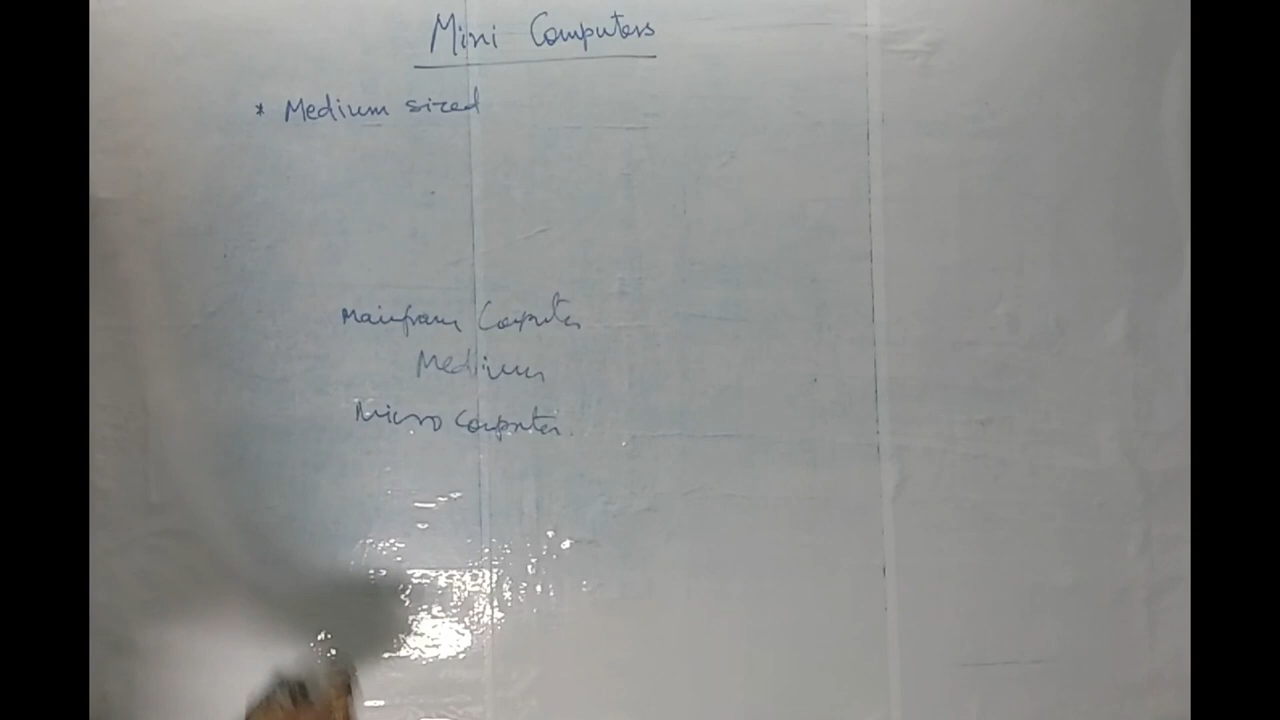 Mini Computers
* Medium sized
Mainframe Computer
Medium
Micro Computer.